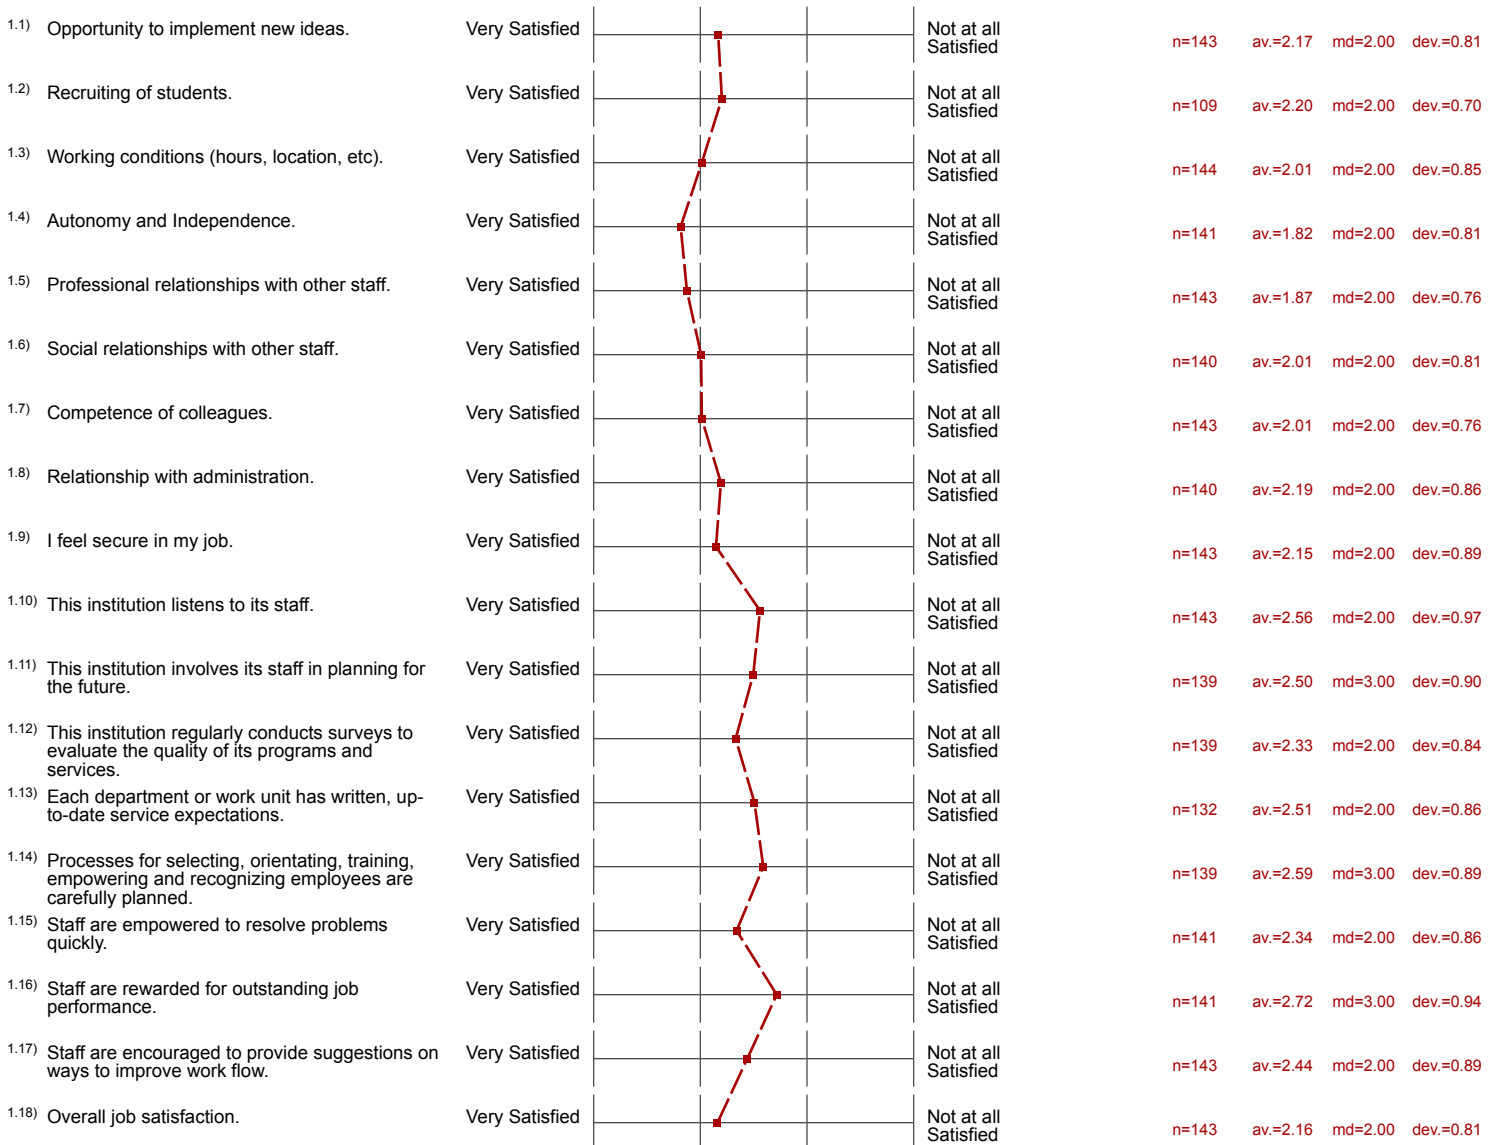 1.1) Opportunity to implement new ideas. Very Satisfied Not at all
Satisfied
n=143 av.=2.17 md=2.00 dev.=0.81
1.2) Recruiting of students. Very Satisfied Not at all
Satisfied
n=109 av.=2.20 md=2.00 dev.=0.70
1.3) Working conditions (hours, location, etc). Very Satisfied Not at all
Satisfied
n=144 av.=2.01 md=2.00 dev.=0.85
1.4) Autonomy and Independence. Very Satisfied Not at all
Satisfied
n=141 av.=1.82 md=2.00 dev.=0.81
1.5) Professional relationships with other staff. Very Satisfied Not at all
Satisfied
n=143 av.=1.87 md=2.00 dev.=0.76
1.6) Social relationships with other staff. Very Satisfied Not at all
Satisfied
n=140 av.=2.01 md=2.00 dev.=0.81
1.7) Competence of colleagues. Very Satisfied Not at all
Satisfied
n=143 av.=2.01 md=2.00 dev.=0.76
1.8) Relationship with administration. Very Satisfied Not at all
Satisfied
n=140 av.=2.19 md=2.00 dev.=0.86
1.9) I feel secure in my job. Very Satisfied Not at all
Satisfied
n=143 av.=2.15 md=2.00 dev.=0.89
1.10) This institution listens to its staff. Very Satisfied Not at all
Satisfied
n=143 av.=2.56 md=2.00 dev.=0.97
1.11) This institution involves its staff in planning for Very Satisfied Not at all
the future. Satisfied
n=139 av.=2.50 md=3.00 dev.=0.90
1.12) This institution regularly conducts surveys to Very Satisfied Not at all
evaluate the quality of its programs and Satisfied
services.
n=139 av.=2.33 md=2.00 dev.=0.84
1.13) Each department or work unit has written, up- Very Satisfied Not at all
to-date service expectations. Satisfied
n=132 av.=2.51 md=2.00 dev.=0.86
1.14) Processes for selecting, orientating, training, Very Satisfied Not at all
empowering and recognizing employees are Satisfied
carefully planned.
n=139 av.=2.59 md=3.00 dev.=0.89
1.15) Staff are empowered to resolve problems Very Satisfied Not at all
quickly. Satisfied
n=141 av.=2.34 md=2.00 dev.=0.86
1.16) Staff are rewarded for outstanding job Very Satisfied Not at all
performance. Satisfied
n=141 av.=2.72 md=3.00 dev.=0.94
1.17) Staff are encouraged to provide suggestions on Very Satisfied Not at all
ways to improve work flow. Satisfied
n=143 av.=2.44 md=2.00 dev.=0.89
1.18) Overall job satisfaction. Very Satisfied Not at all
Satisfied
n=143 av.=2.16 md=2.00 dev.=0.81